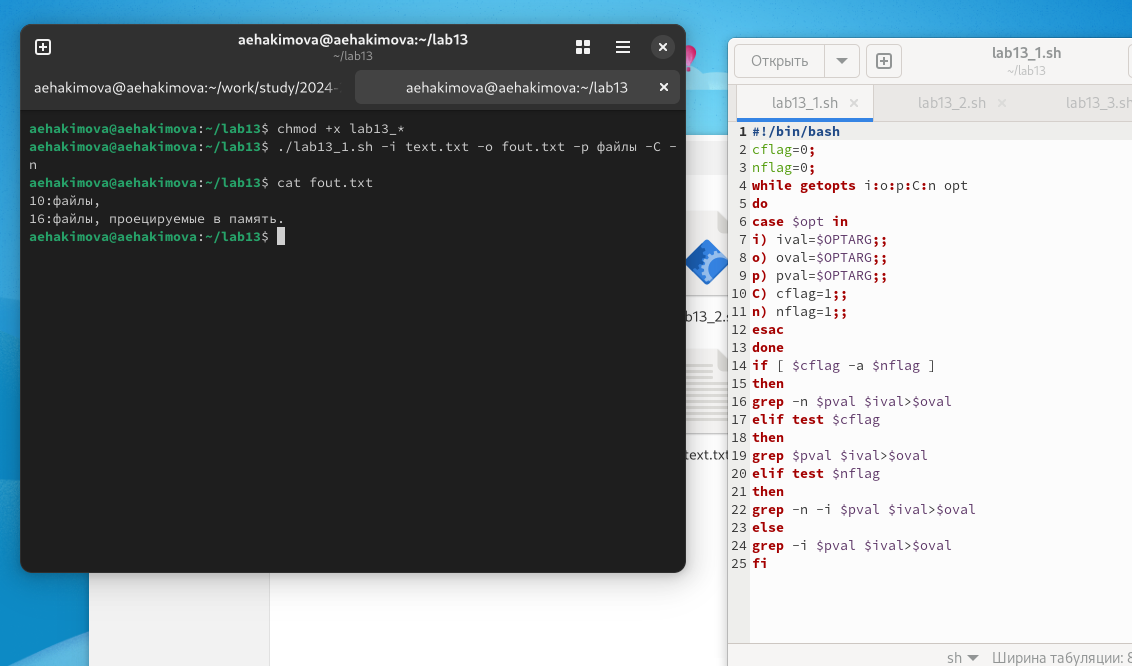 aehakimova@aehakimova:~/lab13
~/lab13
aehakimova@aehakimova:~/work/study/2024-
aehakimova@aehakimova:~/lab13
aehakimova@aehakimova:~/lab13$ chmod +x lab13_*
aehakimova@aehakimova:~/lab13$ ./lab13_1.sh -i text.txt -o fout.txt -p файлы -C -
n
aehakimova@aehakimova:~/lab13$ cat fout.txt
10:файлы,
16:файлы, проецируемые в память.
aehakimova@aehakimova:~/lab13$
b13_2.s
text.txt
Открыть
lab13_1.sh
~/lab13
lab13_1.sh
lab13_2.sh
lab13_3.sh
1 #!/bin/bash
2 cflag=0;
3 nflag=0;
4 while getopts i:o:p:C:n opt
5 do
6 case $opt in
7 i) ival=$OPTARG;;
8 o) oval=$OPTARG;;
9 p) pval=$OPTARG;;
10 C) cflag=1;;
11 n) nflag=1;;
12 esac
13 done
14 if [ $cflag -a $nflag ]
15 then
16 grep -n $pval $ival>$oval
17 elif test $cflag
18 then
19 grep $pval $ival>$oval
20 elif test $nflag
21 then
22 grep -n -i $pval $ival>$oval
23 else
24 grep -i $pval $ival>$oval
25 fi
sh
Ширина табуляции: 8